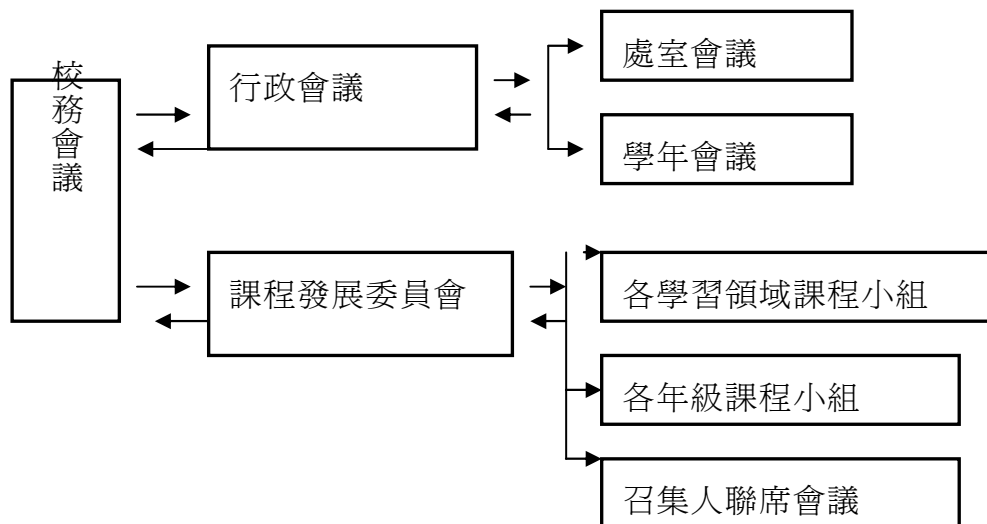 校務會議
行政會議
處室會議
學年會議
課程發展委員會
各學習領域課程小組
各年級課程小組
召集人聯席會議